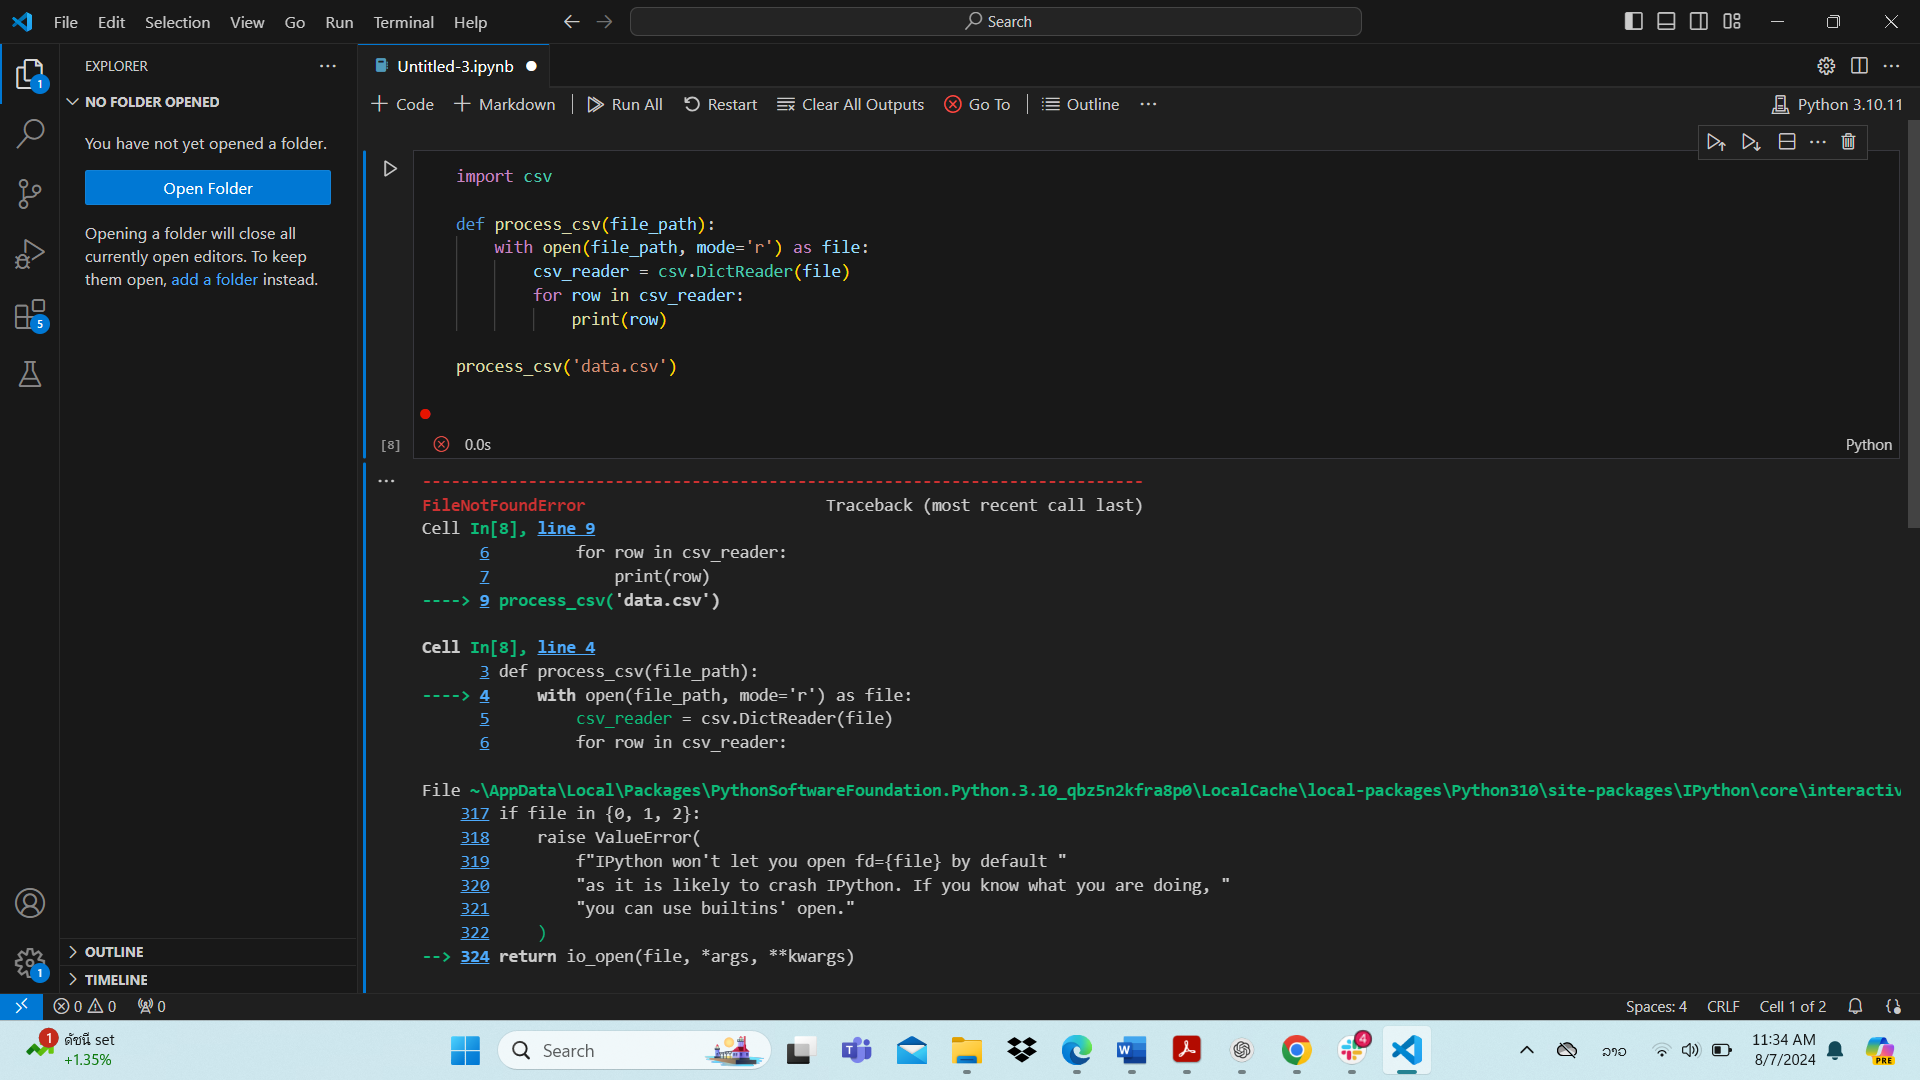 File Edit Selection View Go Run Terminal Help
Search
EXPLORER
NO FOLDER OPENED
You have not yet opened a folder.
Open Folder
Opening a folder will close all
currently open editors. To keep
them open, add a folder instead.
OUTLINE
TIMELINE
1
5
1
Untitled-3.ipynb
Code Markdown Run All Restart Clear All Outputs Go To Outline
Python 3.10.11
import csv
def process_csv(file_path):
    with open(file_path, mode='r') as file:
        csv_reader = csv.DictReader(file)
        for row in csv_reader:
            print(row)
process_csv('data.csv')
[8] 0.0s
Python
---------------------------------------------------------------------------
FileNotFoundError                         Traceback (most recent call last)
Cell In[8], line 9
      6         for row in csv_reader:
      7             print(row)
----> 9 process_csv('data.csv')
Cell In[8], line 4
      3 def process_csv(file_path):
----> 4     with open(file_path, mode='r') as file:
      5         csv_reader = csv.DictReader(file)
      6         for row in csv_reader:
File ~\AppData\Local\Packages\PythonSoftwareFoundation.Python.3.10_qbz5n2kfra8p0\LocalCache\local-packages\Python310\site-packages\IPython\core\interactiv
    317 if file in {0, 1, 2}:
    318     raise ValueError(
    319         f"IPython won't let you open fd={file} by default "
    320         "as it is likely to crash IPython. If you know what you are doing, "
    321         "you can use builtins' open."
    322     )
--> 324 return io_open(file, *args, **kwargs)
0 0 0
Spaces: 4 CRLF Cell 1 of 2
1
ดัชนี set
+1.35%
Search
4
ລາວ
11:34 AM
8/7/2024
PRE